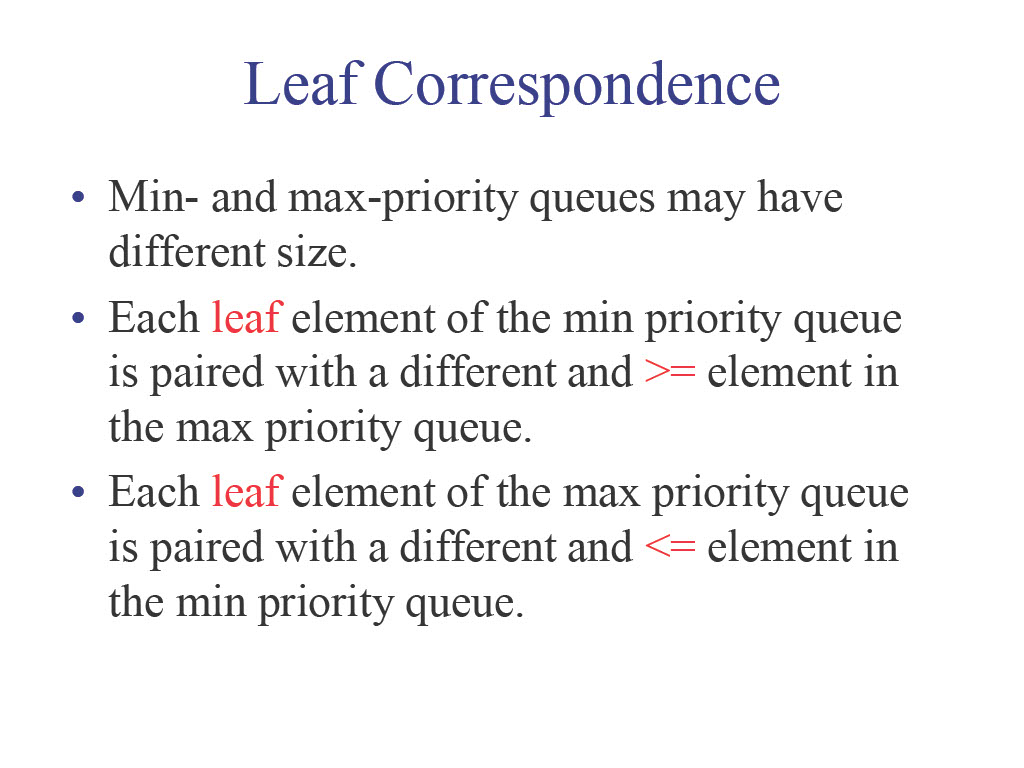 Leaf Correspondence
• Min- and max-priority queues may have
different size.
• Each leaf element of the min priority queue
is paired with a different and >= element in
the max priority queue.
• Each leaf element of the max priority queue
is paired with a different and <= element in
the min priority queue.